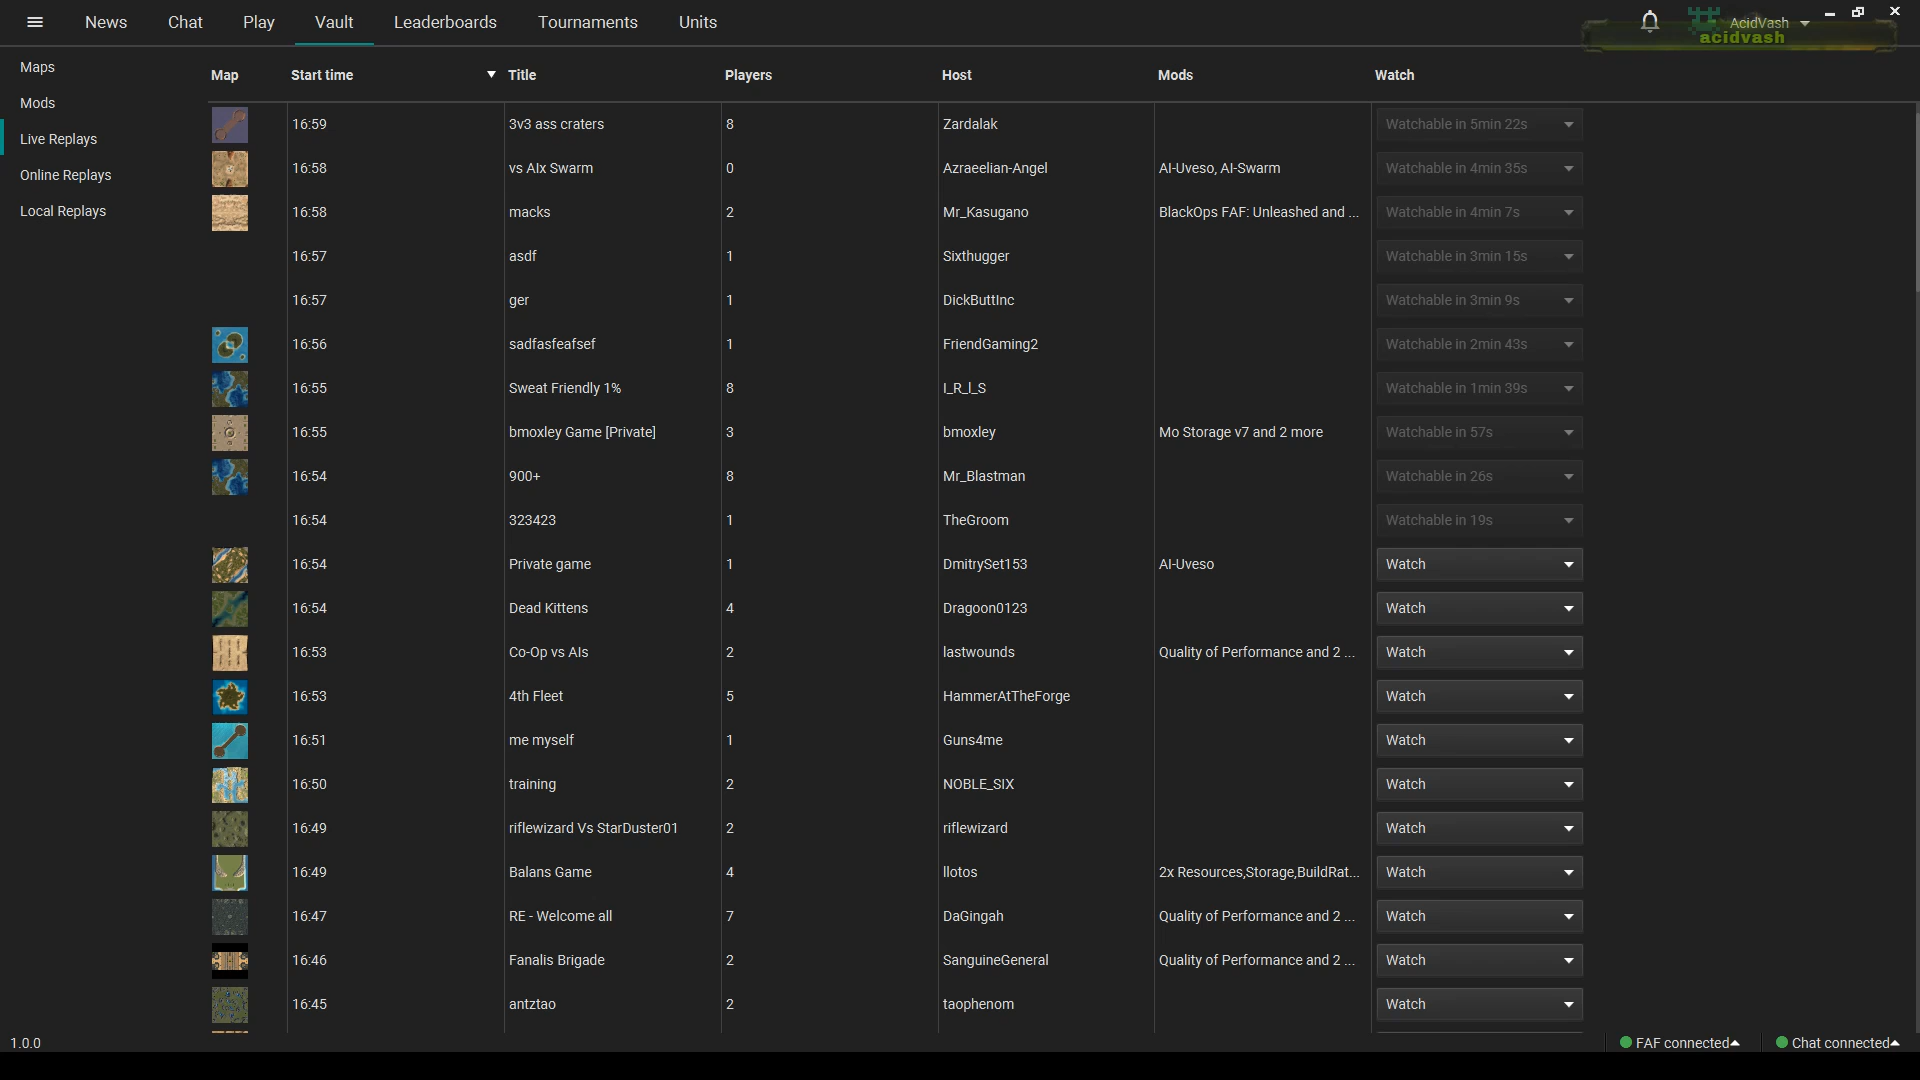 News Chat Play Vault Leaderboards Tournaments Units AcidVash
acidvash
Maps
Mods
Live Replays
Online Replays
Local Replays
Map Start time Title Players Host Mods Watch
16:59 3v3 ass craters 8 Zardalak Watchable in 5min 22s
16:58 vs AIx Swarm 0 Azraeelian-Angel AI-Uveso, AI-Swarm Watchable in 4min 35s
16:58 macks 2 Mr_Kasugano BlackOps FAF: Unleashed and ... Watchable in 4min 7s
16:57 asdf 1 Sixthugger Watchable in 3min 15s
16:57 ger 1 DickButtInc Watchable in 3min 9s
16:56 sadfasfeafsef 1 FriendGaming2 Watchable in 2min 43s
16:55 Sweat Friendly 1% 8 I_R_l_S Watchable in 1min 39s
16:55 bmoxley Game [Private] 3 bmoxley Mo Storage v7 and 2 more Watchable in 57s
16:54 900+ 8 Mr_Blastman Watchable in 26s
16:54 323423 1 TheGroom Watchable in 19s
16:54 Private game 1 DmitrySet153 AI-Uveso Watch
16:54 Dead Kittens 4 Dragoon0123 Watch
16:53 Co-Op vs AIs 2 lastwounds Quality of Performance and 2 ... Watch
16:53 4th Fleet 5 HammerAtTheForge Watch
16:51 me myself 1 Guns4me Watch
16:50 training 2 NOBLE_SIX Watch
16:49 riflewizard Vs StarDuster01 2 riflewizard Watch
16:49 Balans Game 4 llotos 2x Resources,Storage,BuildRat... Watch
16:47 RE - Welcome all 7 DaGingah Quality of Performance and 2 ... Watch
16:46 Fanalis Brigade 2 SanguineGeneral Quality of Performance and 2 ... Watch
16:45 antztao 2 taophenom Watch
1.0.0 FAF connected Chat connected